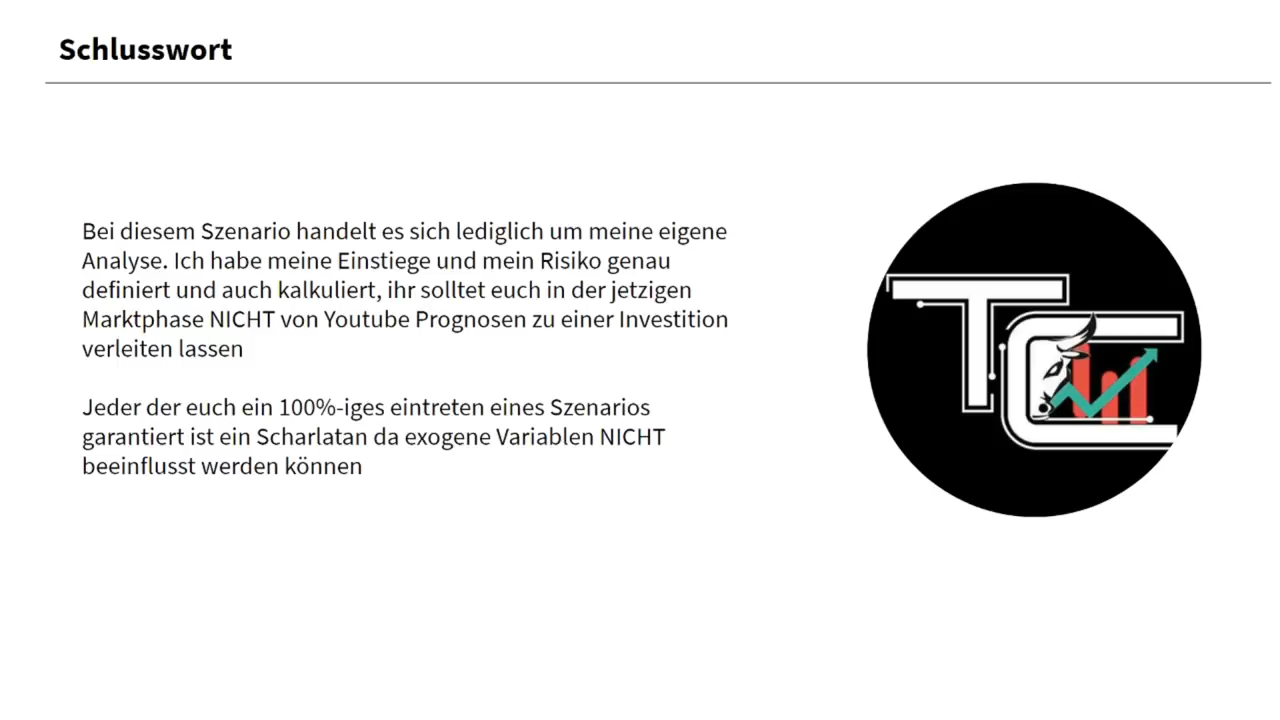 Schlusswort
Bei diesem Szenario handelt es sich lediglich um meine eigene
Analyse. Ich habe meine Einstiege und mein Risiko genau
definiert und auch kalkuliert, ihr solltet euch in der jetzigen
Marktphase NICHT von Youtube Prognosen zu einer Investition
verleiten lassen
Jeder der euch ein 100%-iges eintreten eines Szenarios
garantiert ist ein Scharlatan da exogene Variablen NICHT
beeinflusst werden können
TC